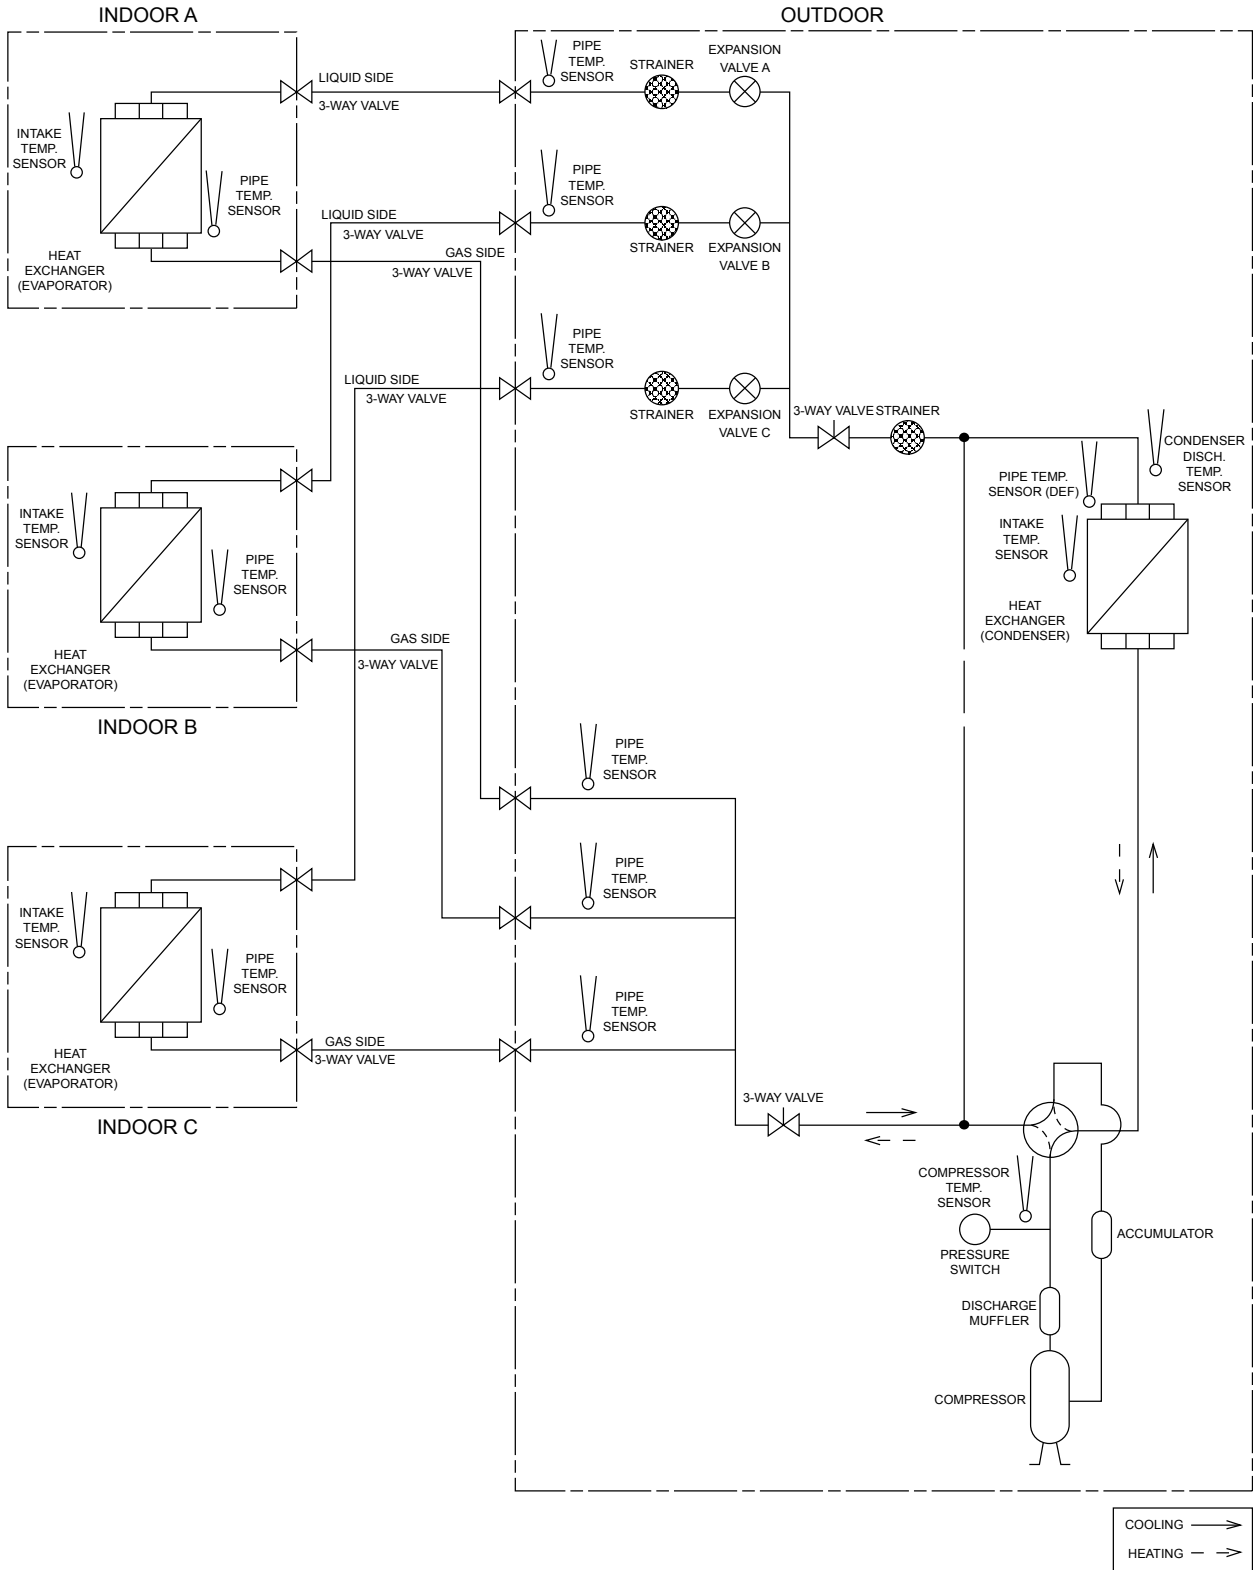 INDOOR A
OUTDOOR
LIQUID SIDE
3-WAY VALVE
INTAKE
TEMP.
SENSOR
PIPE
TEMP.
SENSOR
HEAT
EXCHANGER
(EVAPORATOR)
LIQUID SIDE
3-WAY VALVE
GAS SIDE
3-WAY VALVE
LIQUID SIDE
3-WAY VALVE
PIPE
TEMP.
SENSOR
STRAINER
EXPANSION
VALVE A
PIPE
TEMP.
SENSOR
STRAINER
EXPANSION
VALVE B
PIPE
TEMP.
SENSOR
STRAINER
EXPANSION
VALVE C
3-WAY VALVE
STRAINER
CONDENSER
DISCH.
TEMP.
SENSOR
PIPE TEMP.
SENSOR (DEF)
INTAKE
TEMP.
SENSOR
HEAT
EXCHANGER
(CONDENSER)
INTAKE
TEMP.
SENSOR
PIPE
TEMP.
SENSOR
HEAT
EXCHANGER
(EVAPORATOR)
INDOOR B
GAS SIDE
3-WAY VALVE
PIPE
TEMP.
SENSOR
PIPE
TEMP.
SENSOR
PIPE
TEMP.
SENSOR
INTAKE
TEMP.
SENSOR
PIPE
TEMP.
SENSOR
HEAT
EXCHANGER
(EVAPORATOR)
INDOOR C
GAS SIDE
3-WAY VALVE
3-WAY VALVE
COMPRESSOR
TEMP.
SENSOR
PRESSURE
SWITCH
ACCUMULATOR
DISCHARGE
MUFFLER
COMPRESSOR
COOLING
HEATING